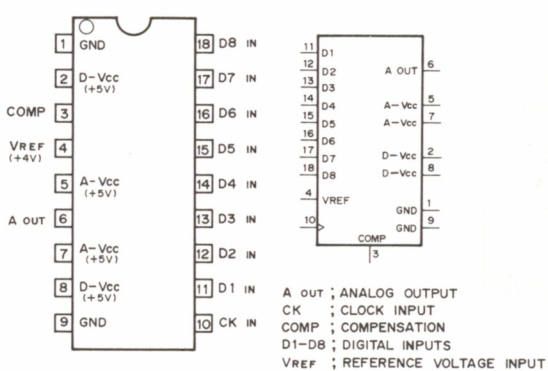 1 GND
2 D-Vcc (+5V)
COMP 3
VREF (+4V) 4
5 A-Vcc (+5V)
A OUT 6
7 A-Vcc (+5V)
8 D-Vcc (+5V)
9 GND
18 D8 IN
17 D7 IN
16 D6 IN
15 D5 IN
14 D4 IN
13 D3 IN
12 D2 IN
11 D1 IN
10 CK IN
11 D1
12 D2
13 D3
14 D4
15 D5
16 D6
17 D7
18 D8
4 VREF
10
A OUT 6
A-Vcc 5
A-Vcc 7
D-Vcc 2
D-Vcc 8
GND 1
GND 9
COMP
3
A OUT ; ANALOG OUTPUT
CK ; CLOCK INPUT
COMP ; COMPENSATION
D1-D8 ; DIGITAL INPUTS
VREF ; REFERENCE VOLTAGE INPUT